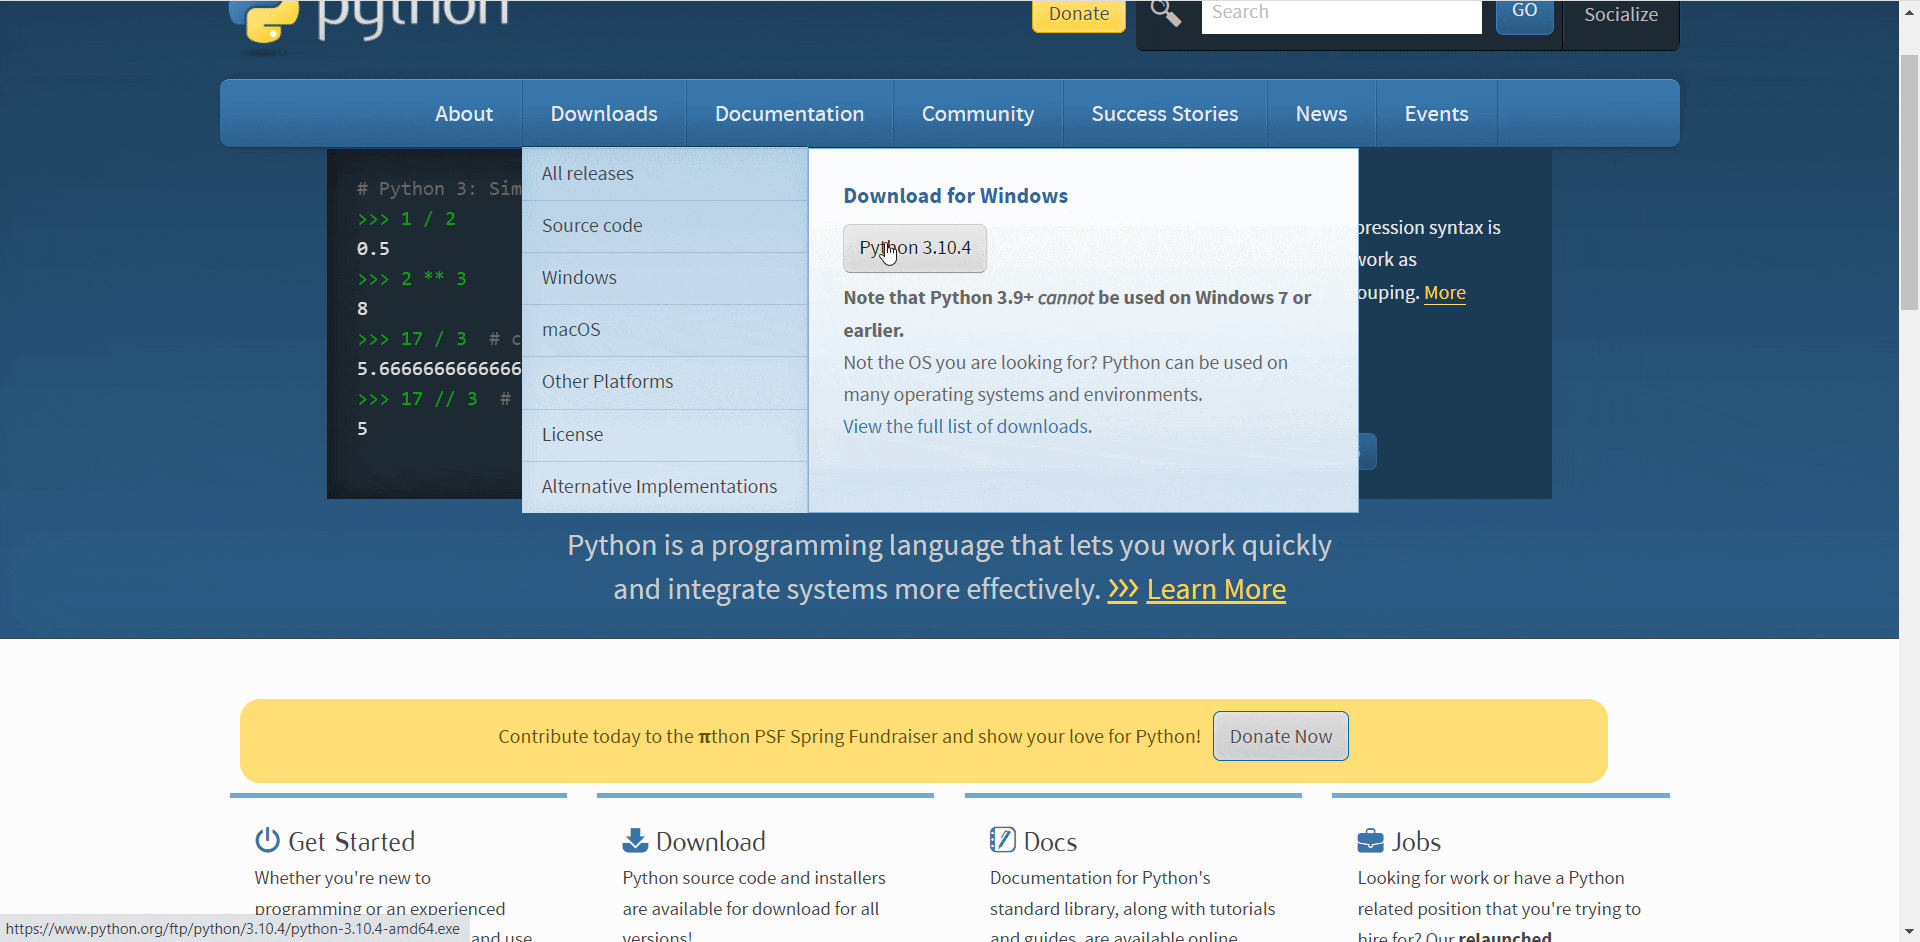 python
Donate
Search
GO
Socialize
About
Downloads
Documentation
Community
Success Stories
News
Events
# Python 3: Sim
>>> 1 / 2
0.5
>>> 2 ** 3
8
>>> 17 / 3 # c
5.6666666666666
>>> 17 // 3 #
5
All releases
Source code
Windows
macOS
Other Platforms
License
Alternative Implementations
Download for Windows
Python 3.10.4
Note that Python 3.9+ cannot be used on Windows 7 or
earlier.
Not the OS you are looking for? Python can be used on
many operating systems and environments.
View the full list of downloads.
pression syntax is
work as
ouping. More
Python is a programming language that lets you work quickly
and integrate systems more effectively. >>> Learn More
Contribute today to the πthon PSF Spring Fundraiser and show your love for Python!
Donate Now
Get Started
Whether you're new to
programming or an experienced
and use
Download
Python source code and installers
are available for download for all
versions!
Docs
Documentation for Python's
standard library, along with tutorials
and guides, are available online.
Jobs
Looking for work or have a Python
related position that you're trying to
hire for? Our relaunched
https://www.python.org/ftp/python/3.10.4/python-3.10.4-amd64.exe